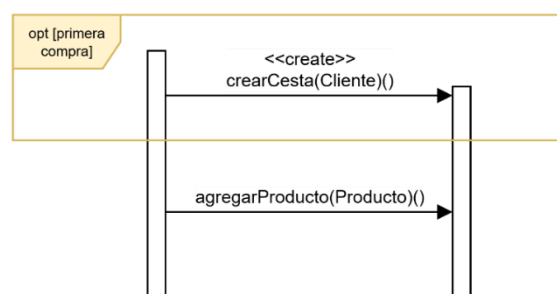 opt [primera
compra]
<<create>>
crearCesta(Cliente)()
agregarProducto(Producto)()